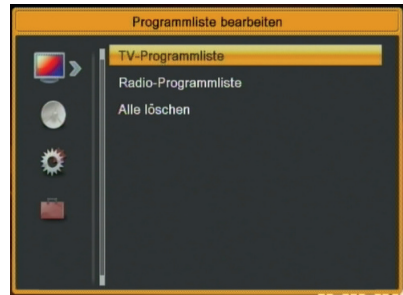 Programmliste bearbeiten
TV-Programmliste
Radio-Programmliste
Alle löschen